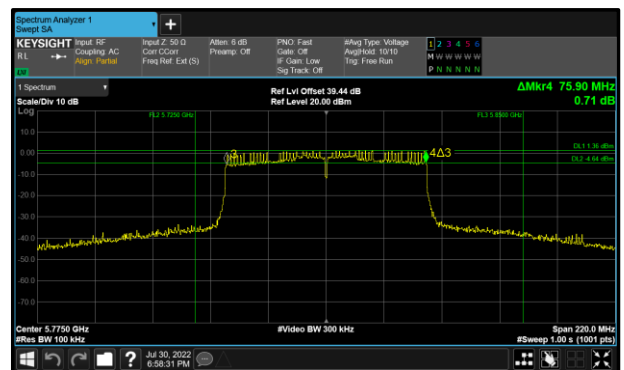 Spectrum Analyzer 1
Swept SA
+
KEYSIGHT Input: RF Input Z: 50 Ω Atten: 6 dB PNO: Fast #Avg Type: Voltage 1 2 3 4 5 6
RL Coupling: AC Corr CCorr Preamp: Off Gate: Off Avg|Hold: 10/10 M W W W W W
Align: Partial Freq Ref: Ext (S) IF Gain: Low Trig: Free Run
Sig Track: Off P N N N N N
LXI
1 Spectrum Ref Lvl Offset 39.44 dB ΔMkr4 75.90 MHz
Scale/Div 10 dB Ref Level 20.00 dBm 0.71 dB
Log
FL2 5.7250 GHz FL3 5.8500 GHz
10.0
DL1 1.36 dBm
0.00 3 4Δ3
DL2 -4.64 dBm
-10.0
-20.0
-30.0
-40.0
-50.0
-60.0
-70.0
Center 5.7750 GHz #Video BW 300 kHz Span 220.0 MHz
#Res BW 100 kHz #Sweep 1.00 s (1001 pts)
? Jul 30, 2022
6:58:31 PM